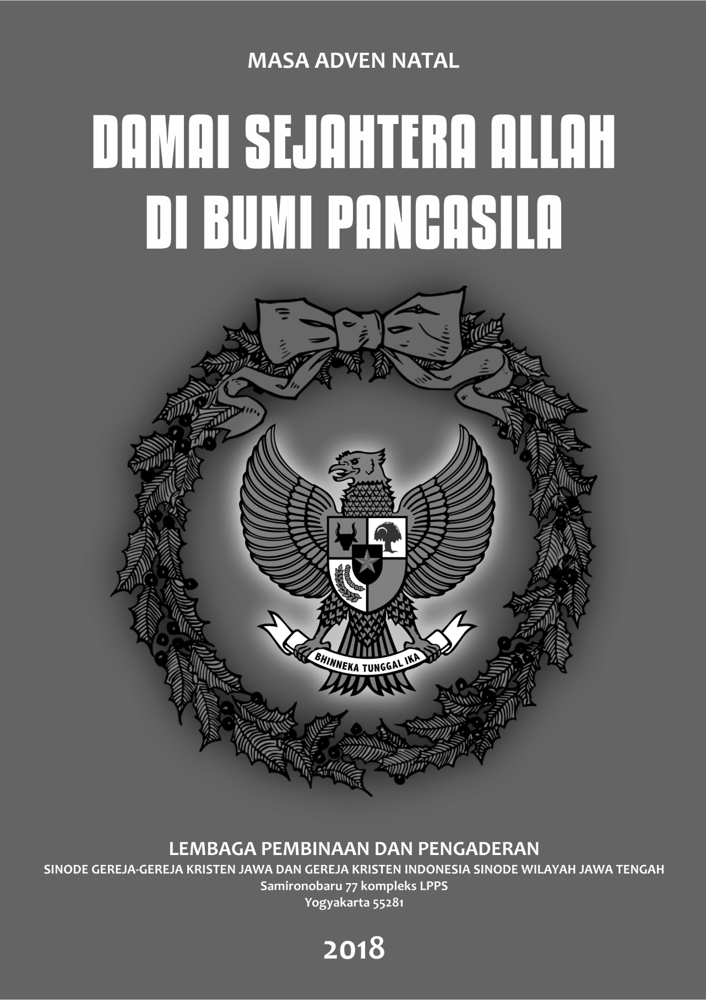 MASA ADVEN NATAL
DAMAI SEJAHTERA ALLAH
DI BUMI PANCASILA
BHINNEKA TUNGGAL IKA
LEMBAGA PEMBINAAN DAN PENGADERAN
SINODE GEREJA-GEREJA KRISTEN JAWA DAN GEREJA KRISTEN INDONESIA SINODE WILAYAH JAWA TENGAH
Samironobaru 77 kompleks LPPS
Yogyakarta 55281
2018